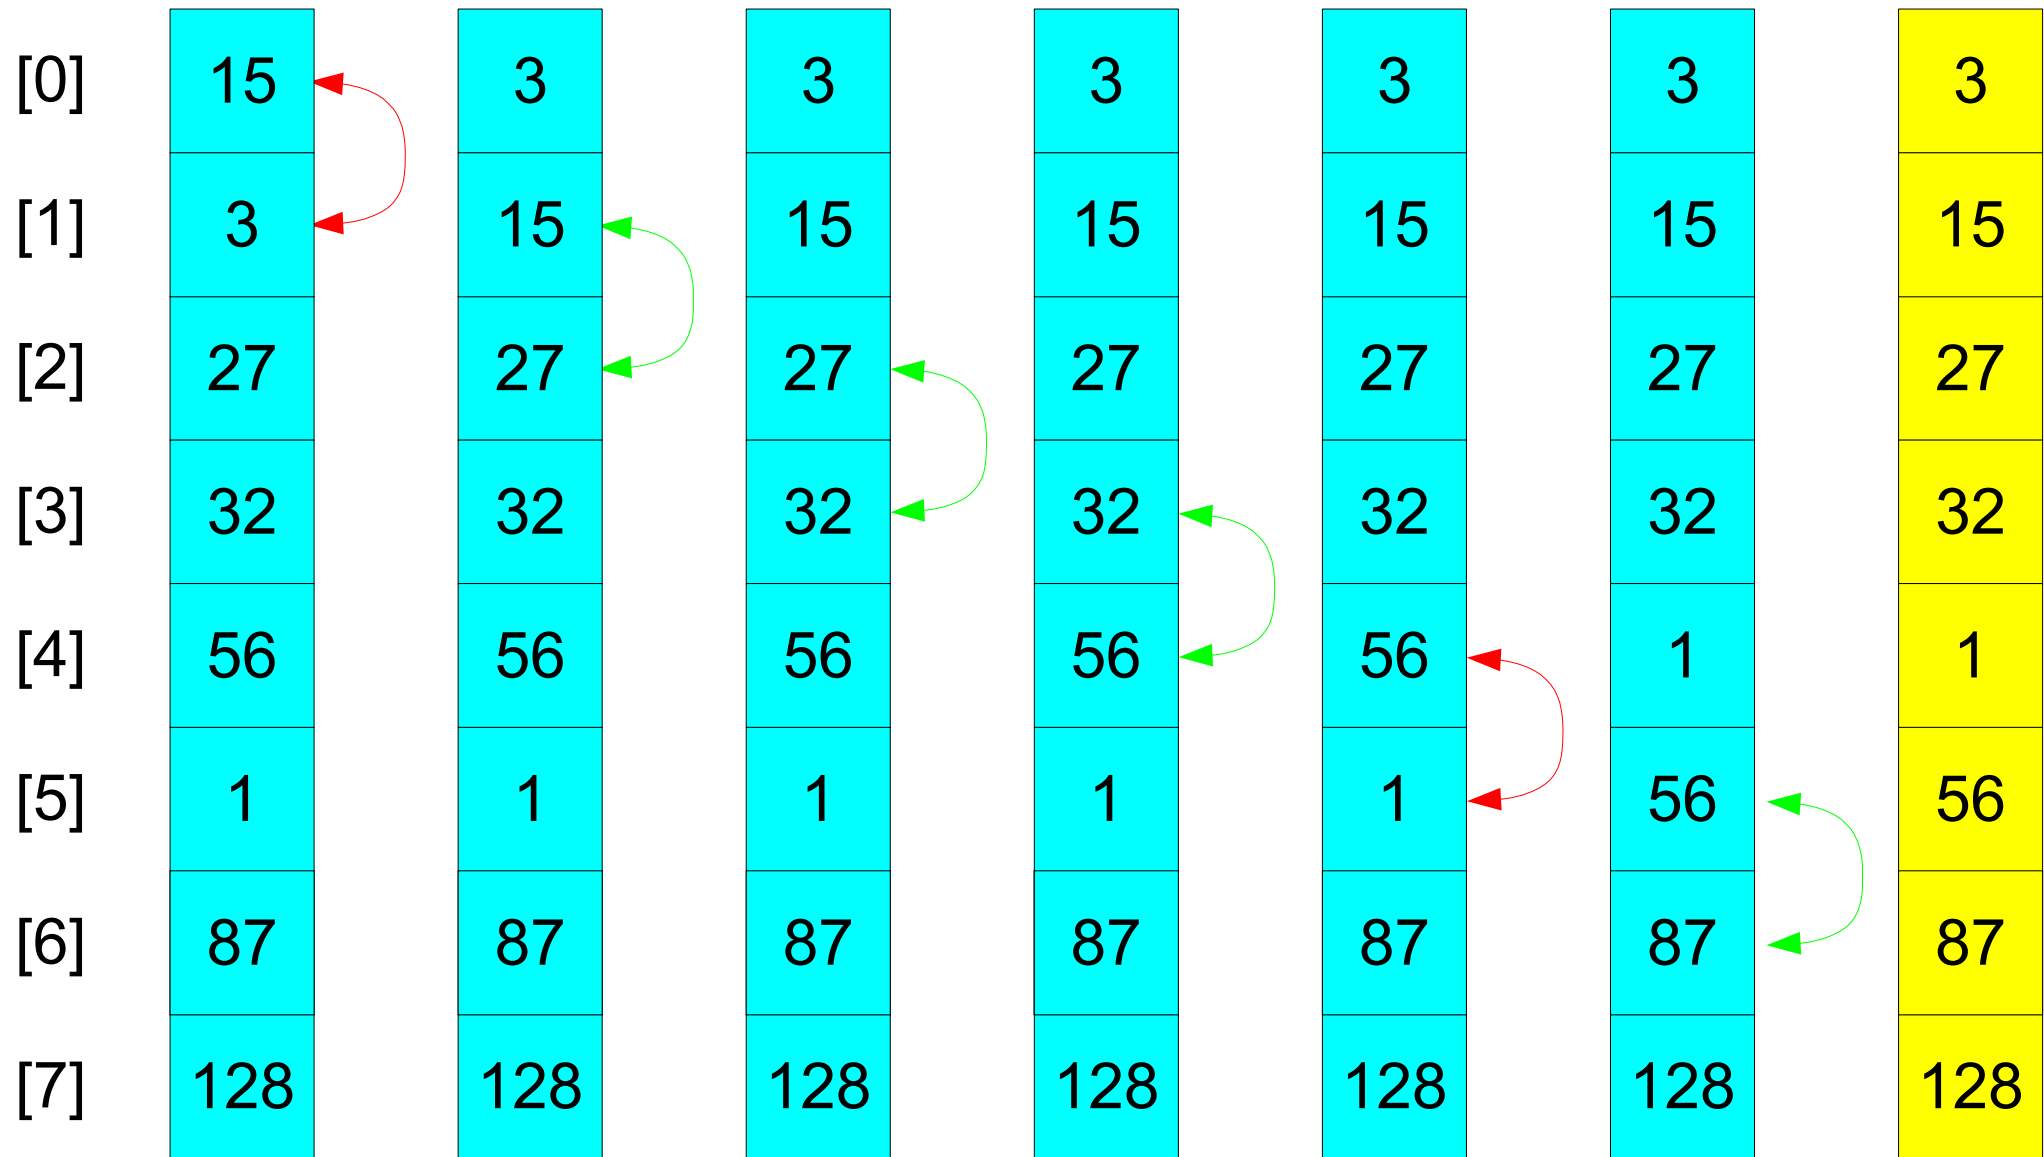 [0] 15 3 3 3 3 3 3
[1] 3 15 15 15 15 15 15
[2] 27 27 27 27 27 27 27
[3] 32 32 32 32 32 32 32
[4] 56 56 56 56 56 1 1
[5] 1 1 1 1 1 56 56
[6] 87 87 87 87 87 87 87
[7] 128 128 128 128 128 128 128